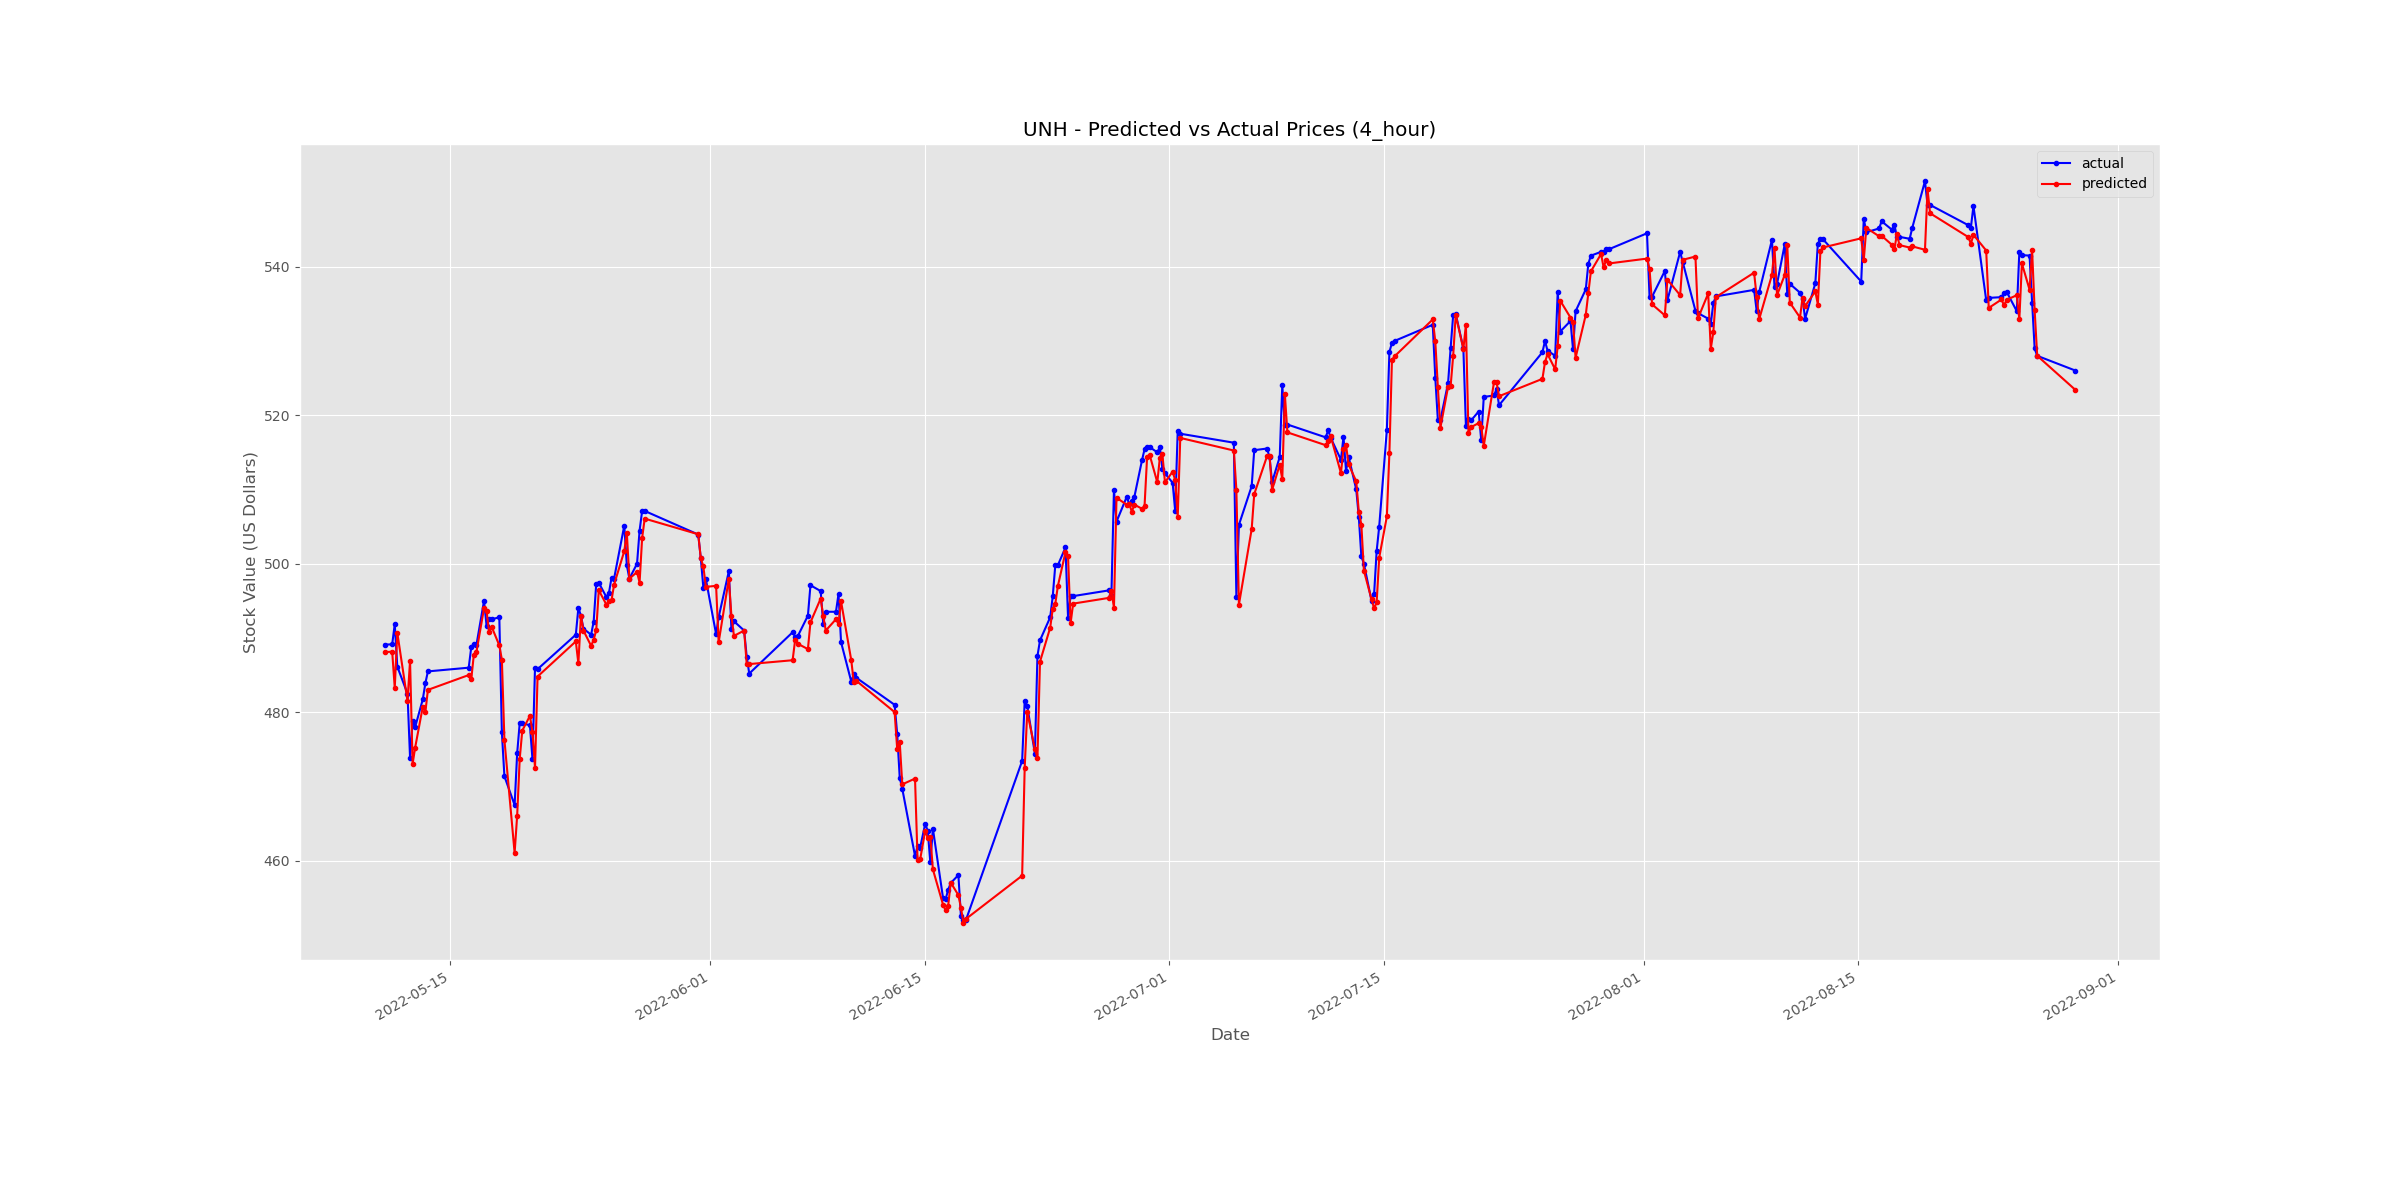 UNH - Predicted vs Actual Prices (4_hour)
actual
predicted
Stock Value (US Dollars)
540
520
500
480
460
2022-05-15
2022-06-01
2022-06-15
2022-07-01
2022-07-15
2022-08-01
2022-08-15
2022-09-01
Date